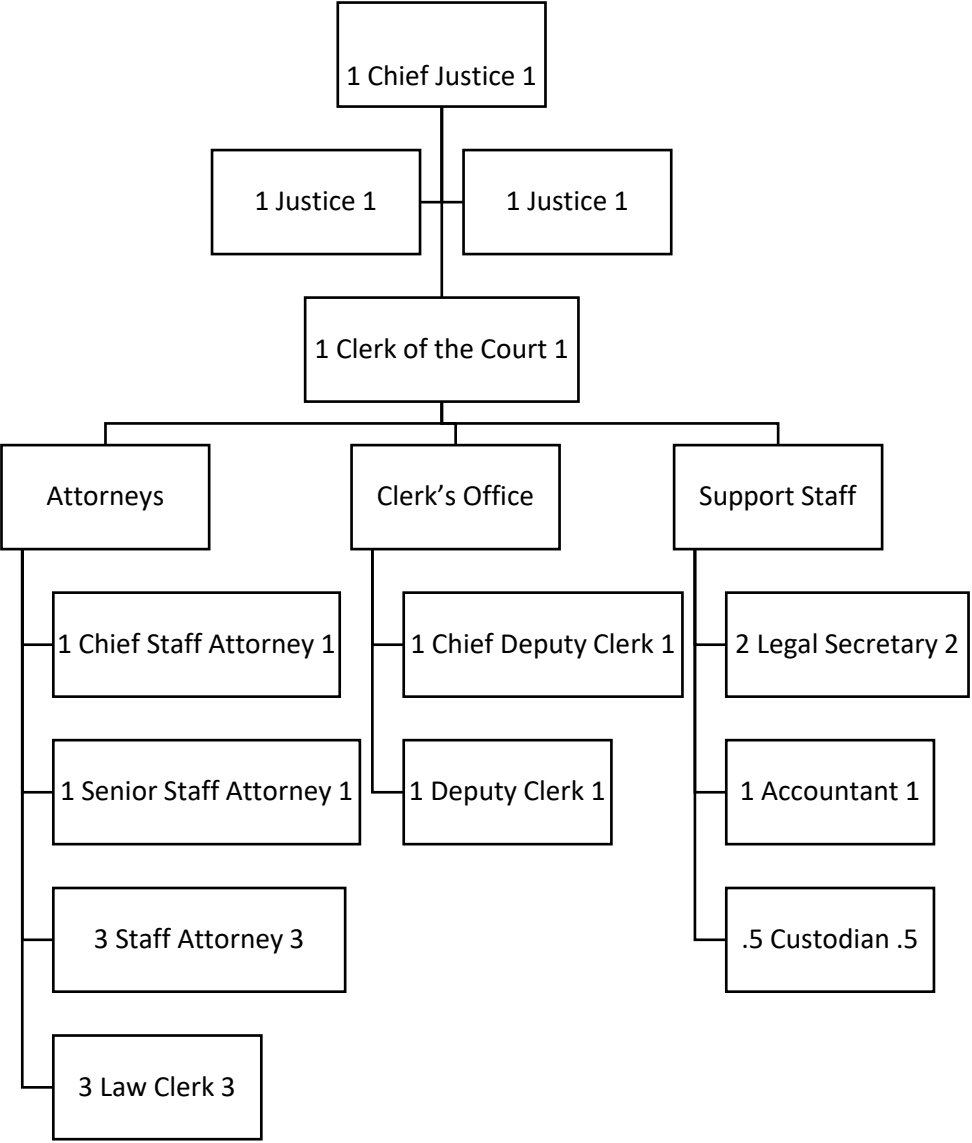 1 Chief Justice 1
1 Justice 1
1 Justice 1
1 Clerk of the Court 1
Attorneys
Clerk’s Office
Support Staff
1 Chief Staff Attorney 1
1 Chief Deputy Clerk 1
2 Legal Secretary 2
1 Senior Staff Attorney 1
1 Deputy Clerk 1
1 Accountant 1
3 Staff Attorney 3
.5 Custodian .5
3 Law Clerk 3